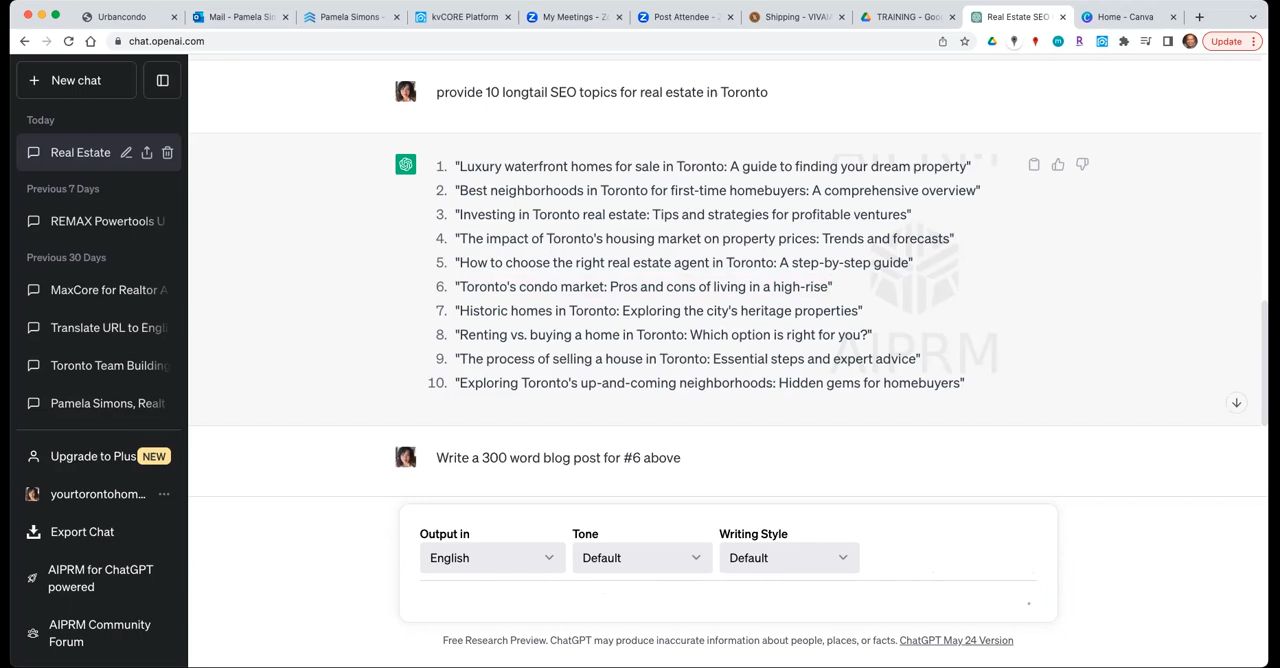 Urbancondo
Mail - Pamela Sim
Pamela Simons -
kvCORE Platform
My Meetings - Zo
Post Attendee - Z
Shipping - VIVAI
TRAINING - Goog
Real Estate SEO
Home - Canva
chat.openai.com
Update
New chat
Today
Real Estate
Previous 7 Days
REMAX Powertools U
Previous 30 Days
MaxCore for Realtor A
Translate URL to Engli
Toronto Team Building
Pamela Simons, Realt
Upgrade to Plus NEW
yourtorontohom...
Export Chat
AIPRM for ChatGPT
powered
AIPRM Community
Forum
provide 10 longtail SEO topics for real estate in Toronto
1. "Luxury waterfront homes for sale in Toronto: A guide to finding your dream property"
2. "Best neighborhoods in Toronto for first-time homebuyers: A comprehensive overview"
3. "Investing in Toronto real estate: Tips and strategies for profitable ventures"
4. "The impact of Toronto's housing market on property prices: Trends and forecasts"
5. "How to choose the right real estate agent in Toronto: A step-by-step guide"
6. "Toronto's condo market: Pros and cons of living in a high-rise"
7. "Historic homes in Toronto: Exploring the city's heritage properties"
8. "Renting vs. buying a home in Toronto: Which option is right for you?"
9. "The process of selling a house in Toronto: Essential steps and expert advice"
10. "Exploring Toronto's up-and-coming neighborhoods: Hidden gems for homebuyers"
AIPRM
Write a 300 word blog post for #6 above
Output in Tone Writing Style
English Default Default
Free Research Preview. ChatGPT may produce inaccurate information about people, places, or facts. ChatGPT May 24 Version